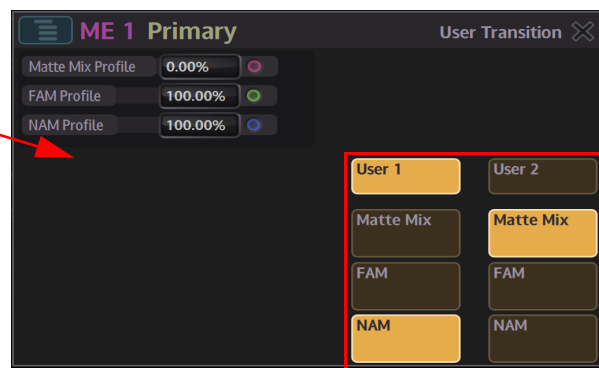 ME 1 Primary User Transition
Matte Mix Profile 0.00%
FAM Profile 100.00%
NAM Profile 100.00%
User 1 User 2
Matte Mix Matte Mix
FAM FAM
NAM NAM